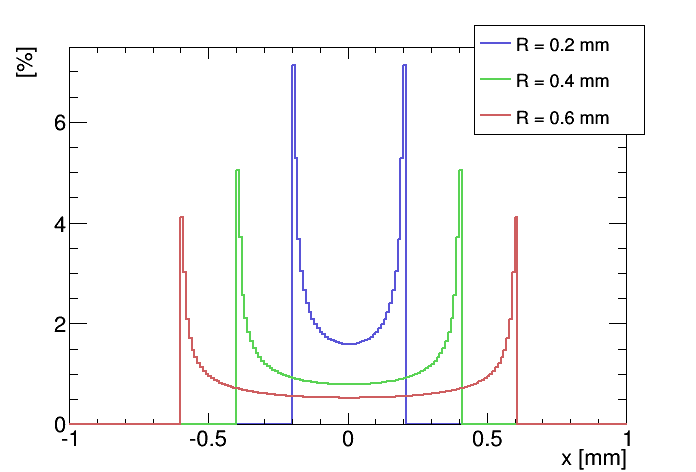 [%]
R = 0.2 mm
R = 0.4 mm
R = 0.6 mm
6
4
2
0
-1 -0.5 0 0.5 1
x [mm]